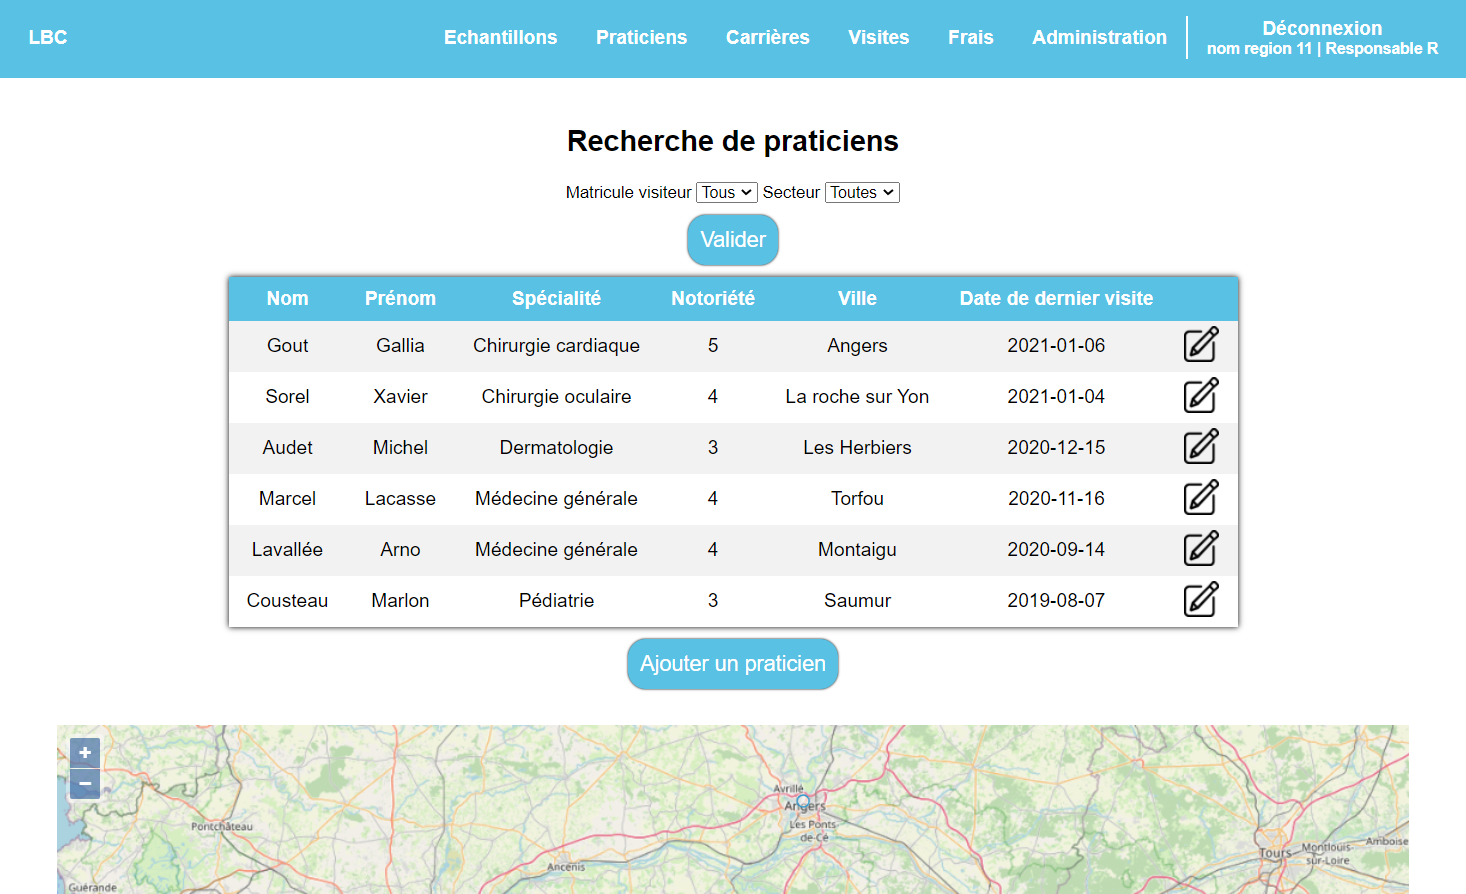 LBC Echantillons Praticiens Carrières Visites Frais Administration Déconnexion
nom region 11 | Responsable R
Recherche de praticiens
Matricule visiteur Tous Secteur Toutes
Valider
Nom Prénom Spécialité Notoriété Ville Date de dernier visite
Gout Gallia Chirurgie cardiaque 5 Angers 2021-01-06
Sorel Xavier Chirurgie oculaire 4 La roche sur Yon 2021-01-04
Audet Michel Dermatologie 3 Les Herbiers 2020-12-15
Marcel Lacasse Médecine générale 4 Torfou 2020-11-16
Lavallée Arno Médecine générale 4 Montaigu 2020-09-14
Cousteau Marlon Pédiatrie 3 Saumur 2019-08-07
Ajouter un praticien
+
−
Avrillé
Angers
Les Ponts-
de-Cé
Pontchâteau
Ancenis
Guérande
Tours
Montlouis-
sur-Loire
Amboise